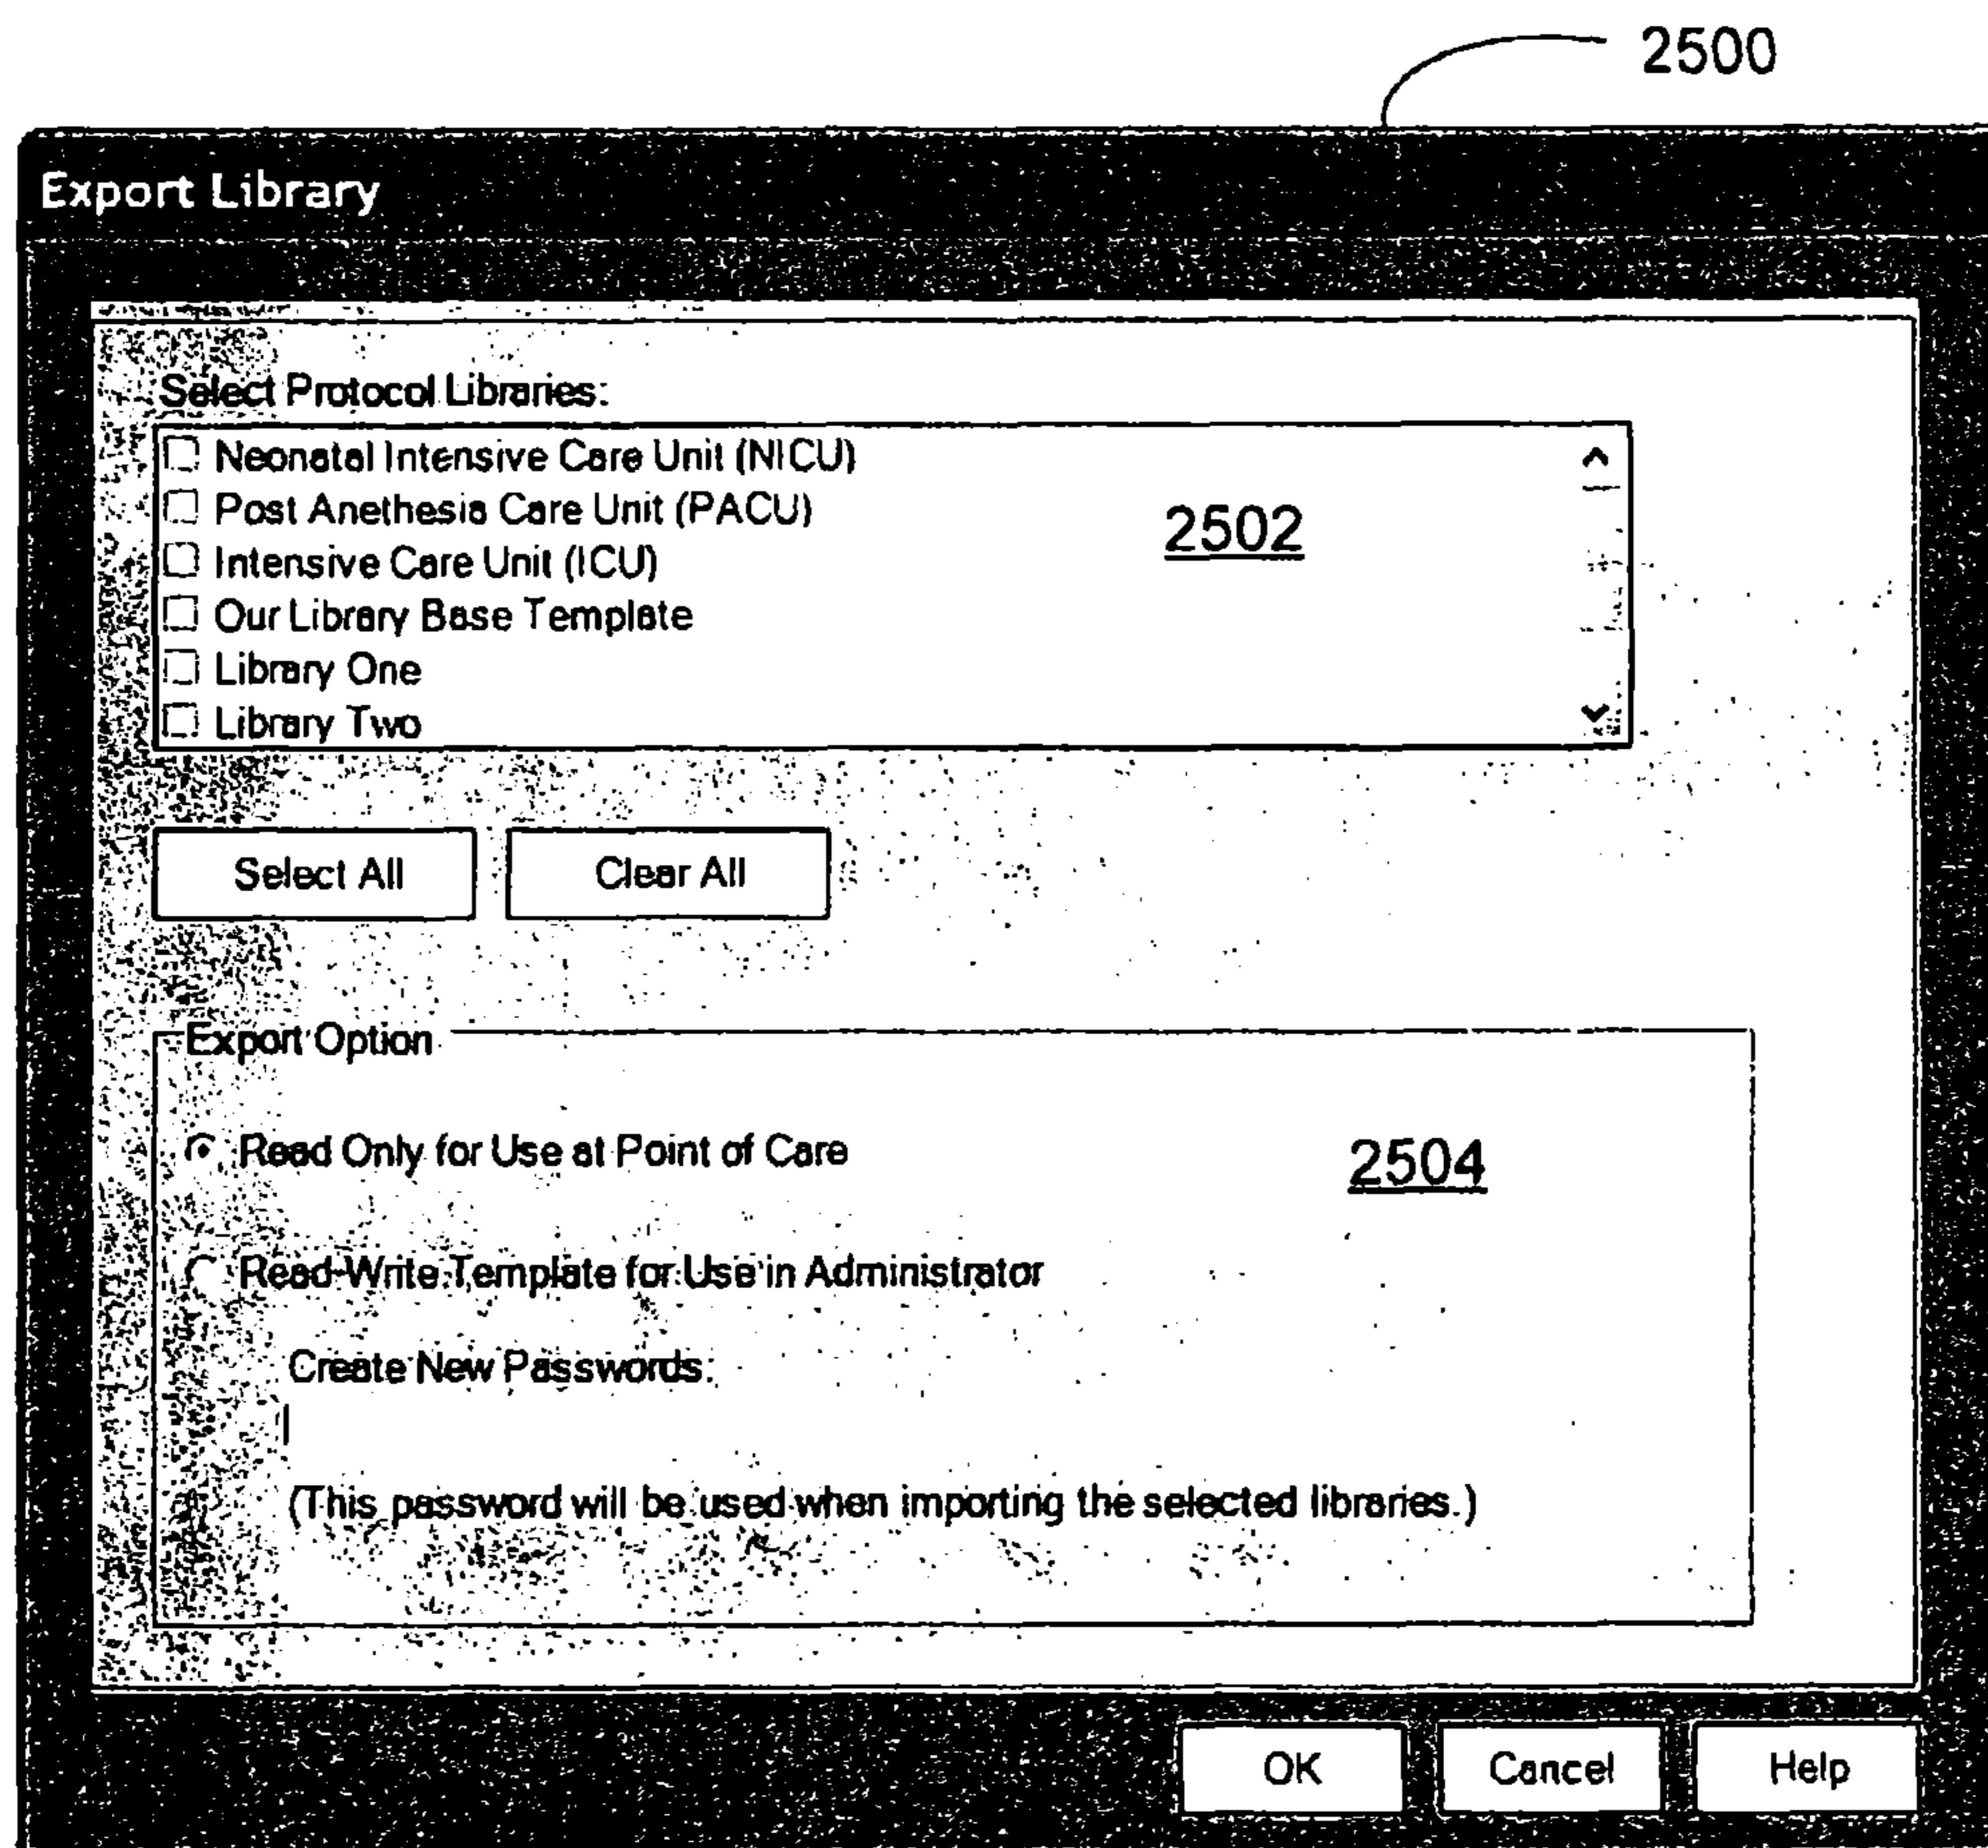 2500
Export Library
Select Protocol Libraries:
Neonatal Intensive Care Unit (NICU)
Post Anethesia Care Unit (PACU)
2502
Intensive Care Unit (ICU)
Our Library Base Template
Library One
Library Two
Select All Clear All
Export Option
Read Only for Use at Point of Care
2504
Read-Write Template for Use in Administrator
Create New Passwords:
(This password will be used when importing the selected libraries.)
OK Cancel Help